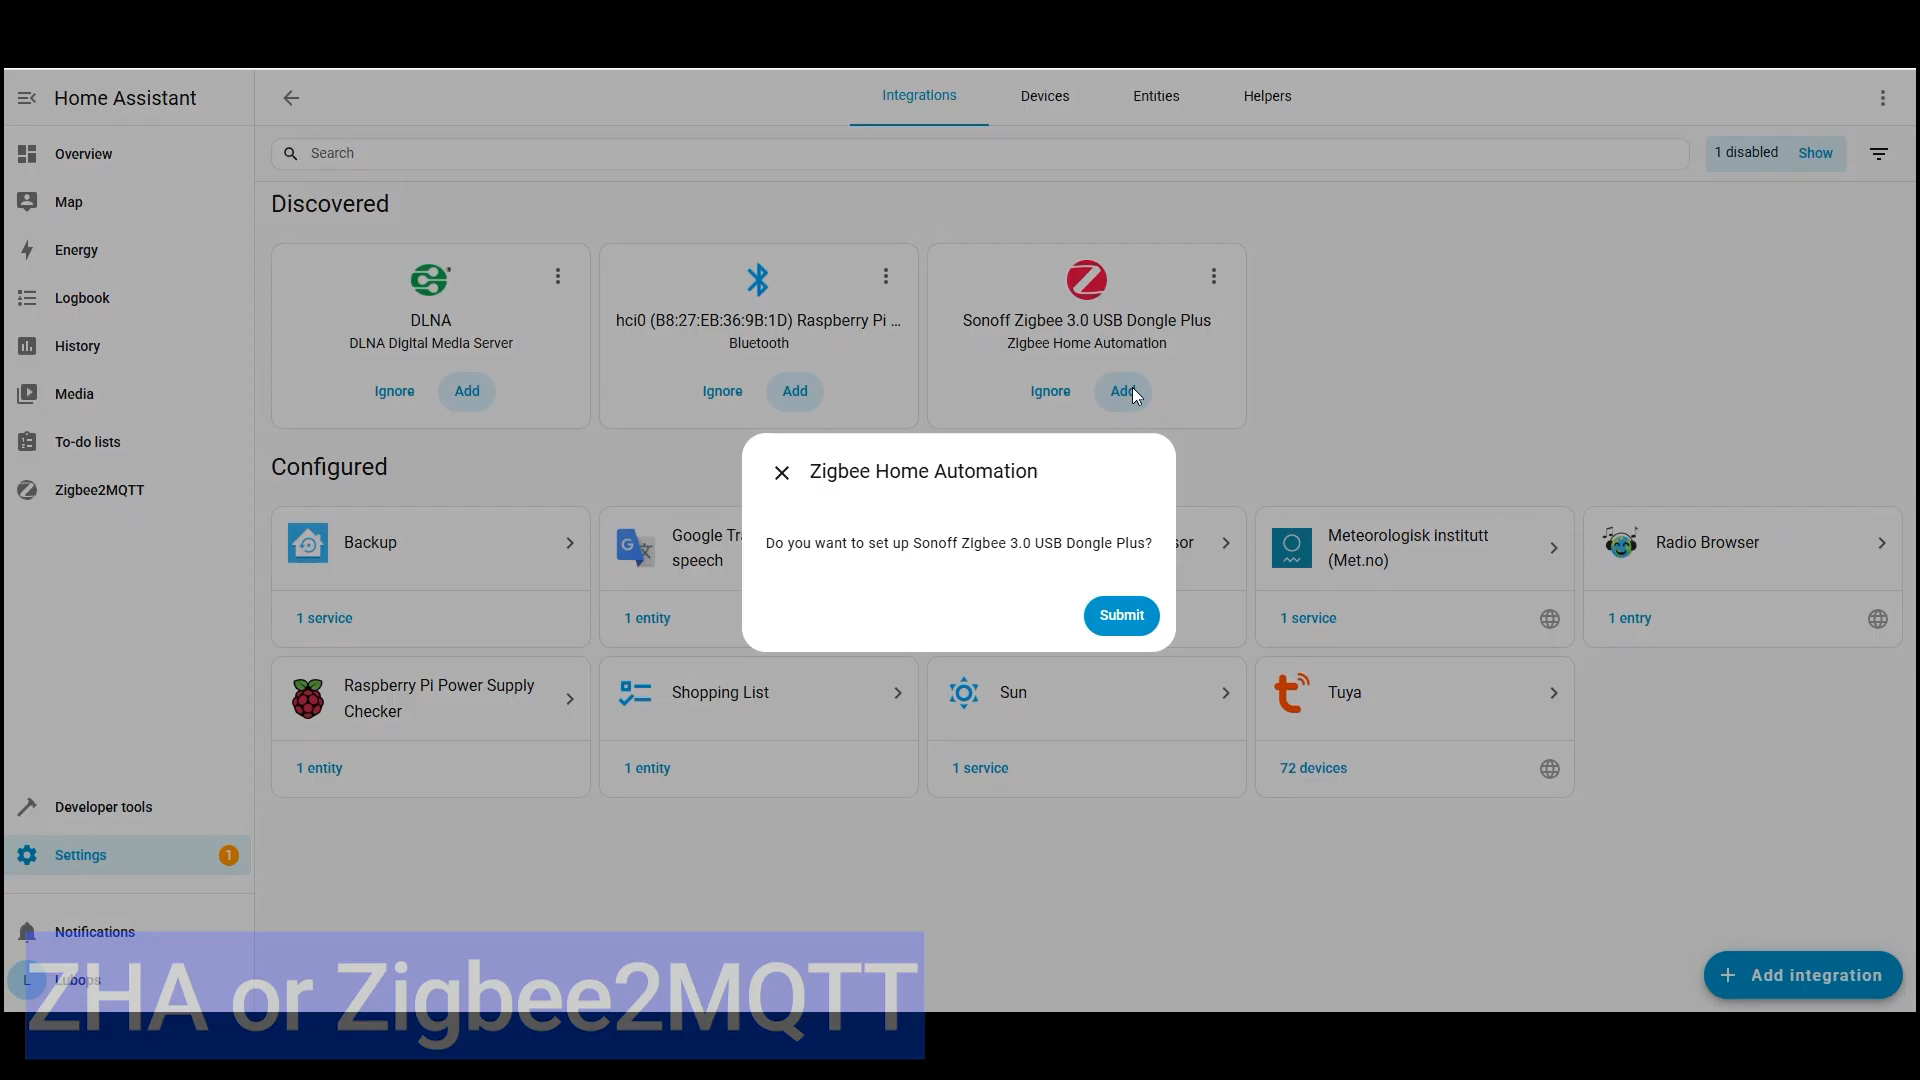 Home Assistant
Integrations
Devices
Entities
Helpers
Overview
Map
Energy
Logbook
History
Media
To-do lists
Zigbee2MQTT
Developer tools
Settings
1
Notifications
L
Lubops
Search
1 disabled
Show
Discovered
DLNA
DLNA Digital Media Server
Ignore
Add
hci0 (B8:27:EB:36:9B:1D) Raspberry Pi ...
Bluetooth
Ignore
Add
Sonoff Zigbee 3.0 USB Dongle Plus
Zigbee Home Automation
Ignore
Add
Configured
Zigbee Home Automation
Do you want to set up Sonoff Zigbee 3.0 USB Dongle Plus?
Submit
Backup
1 service
Google Tr
speech
1 entity
sor
Meteorologisk institutt
(Met.no)
1 service
Radio Browser
1 entry
Raspberry Pi Power Supply
Checker
1 entity
Shopping List
1 entity
Sun
1 service
Tuya
72 devices
Add integration
ZHA or Zigbee2MQTT